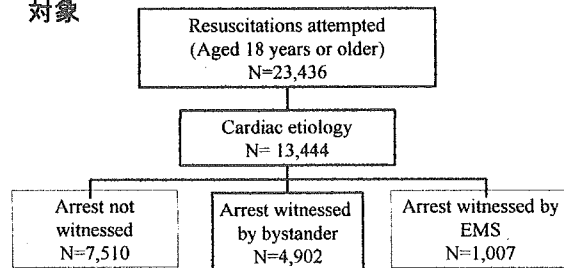 対象
Resuscitations attempted
(Aged 18 years or older)
N=23,436
Cardiac etiology
N= 13,444
Arrest not
witnessed
N=7,510
Arrest witnessed
by bystander
N=4,902
Arrest witnessed by
EMS
N=1,007